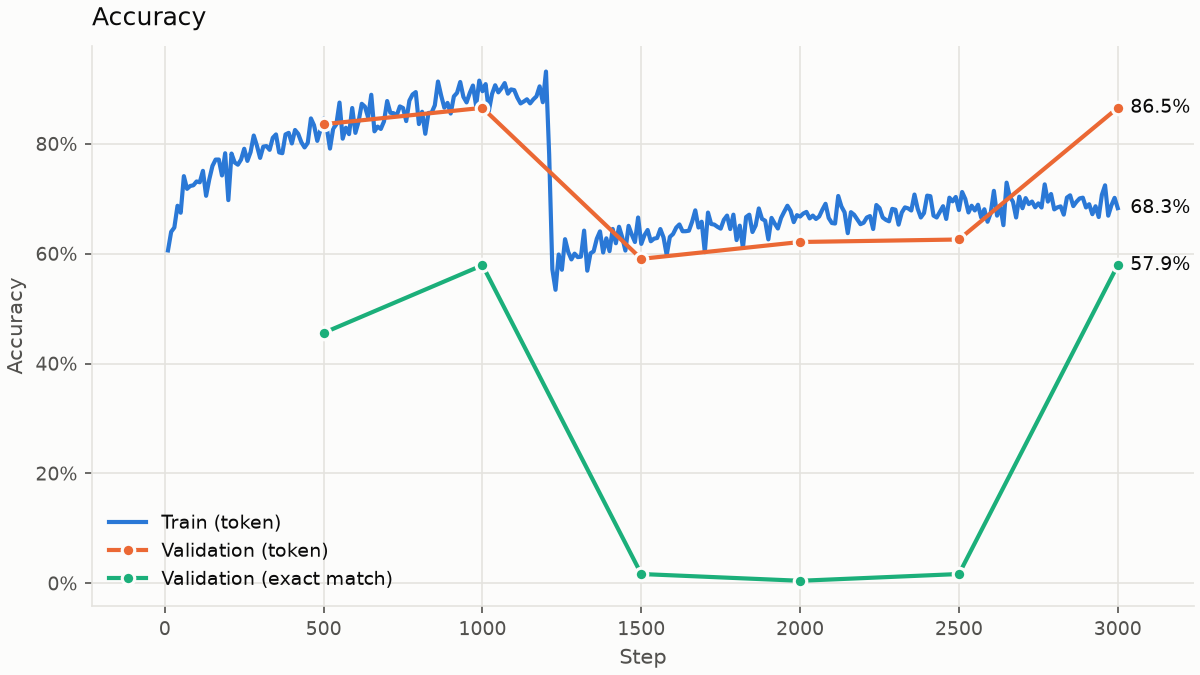 Accuracy
86.5%
80%
68.3%
60%
57.9%
Accuracy
40%
20%
Train (token)
Validation (token)
Validation (exact match)
0%
0
500
1000
1500
2000
2500
3000
Step